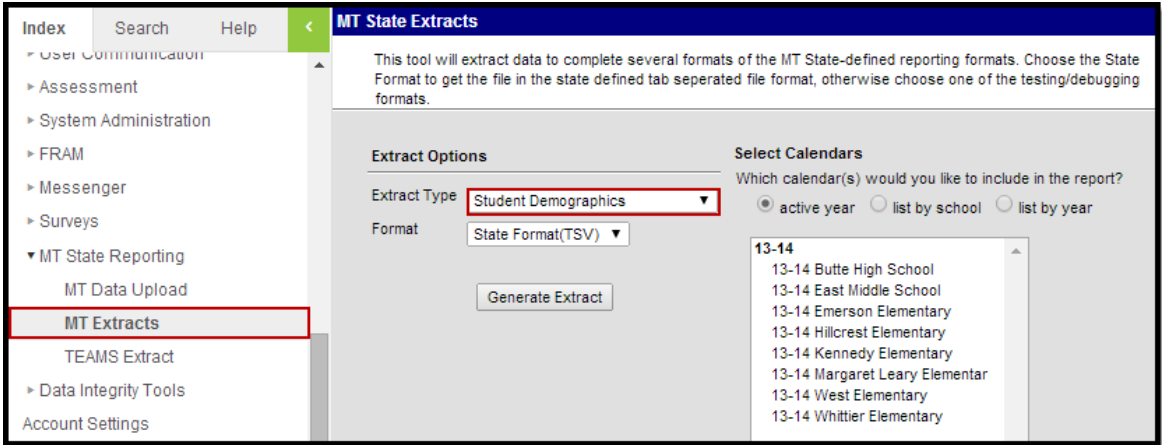 Index Search Help <
User Communication
Assessment
System Administration
FRAM
Messenger
Surveys
MT State Reporting
MT Data Upload
MT Extracts
TEAMS Extract
Data Integrity Tools
Account Settings
MT State Extracts
This tool will extract data to complete several formats of the MT State-defined reporting formats. Choose the State
Format to get the file in the state defined tab seperated file format, otherwise choose one of the testing/debugging
formats.
Extract Options
Extract Type Student Demographics
Format State Format(TSV)
Generate Extract
Select Calendars
Which calendar(s) would you like to include in the report?
active year list by school list by year
13-14
13-14 Butte High School
13-14 East Middle School
13-14 Emerson Elementary
13-14 Hillcrest Elementary
13-14 Kennedy Elementary
13-14 Margaret Leary Elementar
13-14 West Elementary
13-14 Whittier Elementary